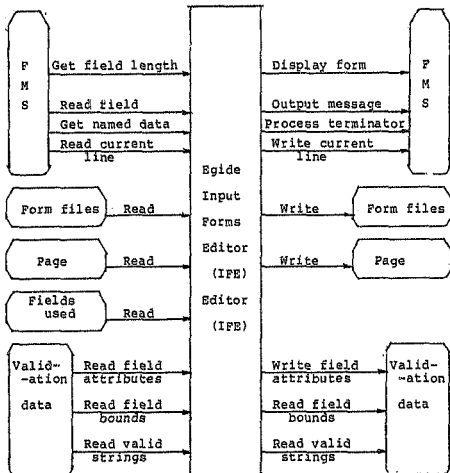 F
M
S
Get field length
Read field
Get named data
Read current
line
Egide
Input
Forms
Editor
(IFE)
Editor
(IFE)
Display form
Output message
Process terminator
Write current
line
F
M
S
Form files
Read
Write
Form files
Page
Read
Write
Page
Fields
used
Read
Valid-
-ation
data
Read field
attributes
Read field
bounds
Read valid
strings
Write field
attributes
Read field
bounds
Read valid
strings
Valid-
-ation
data